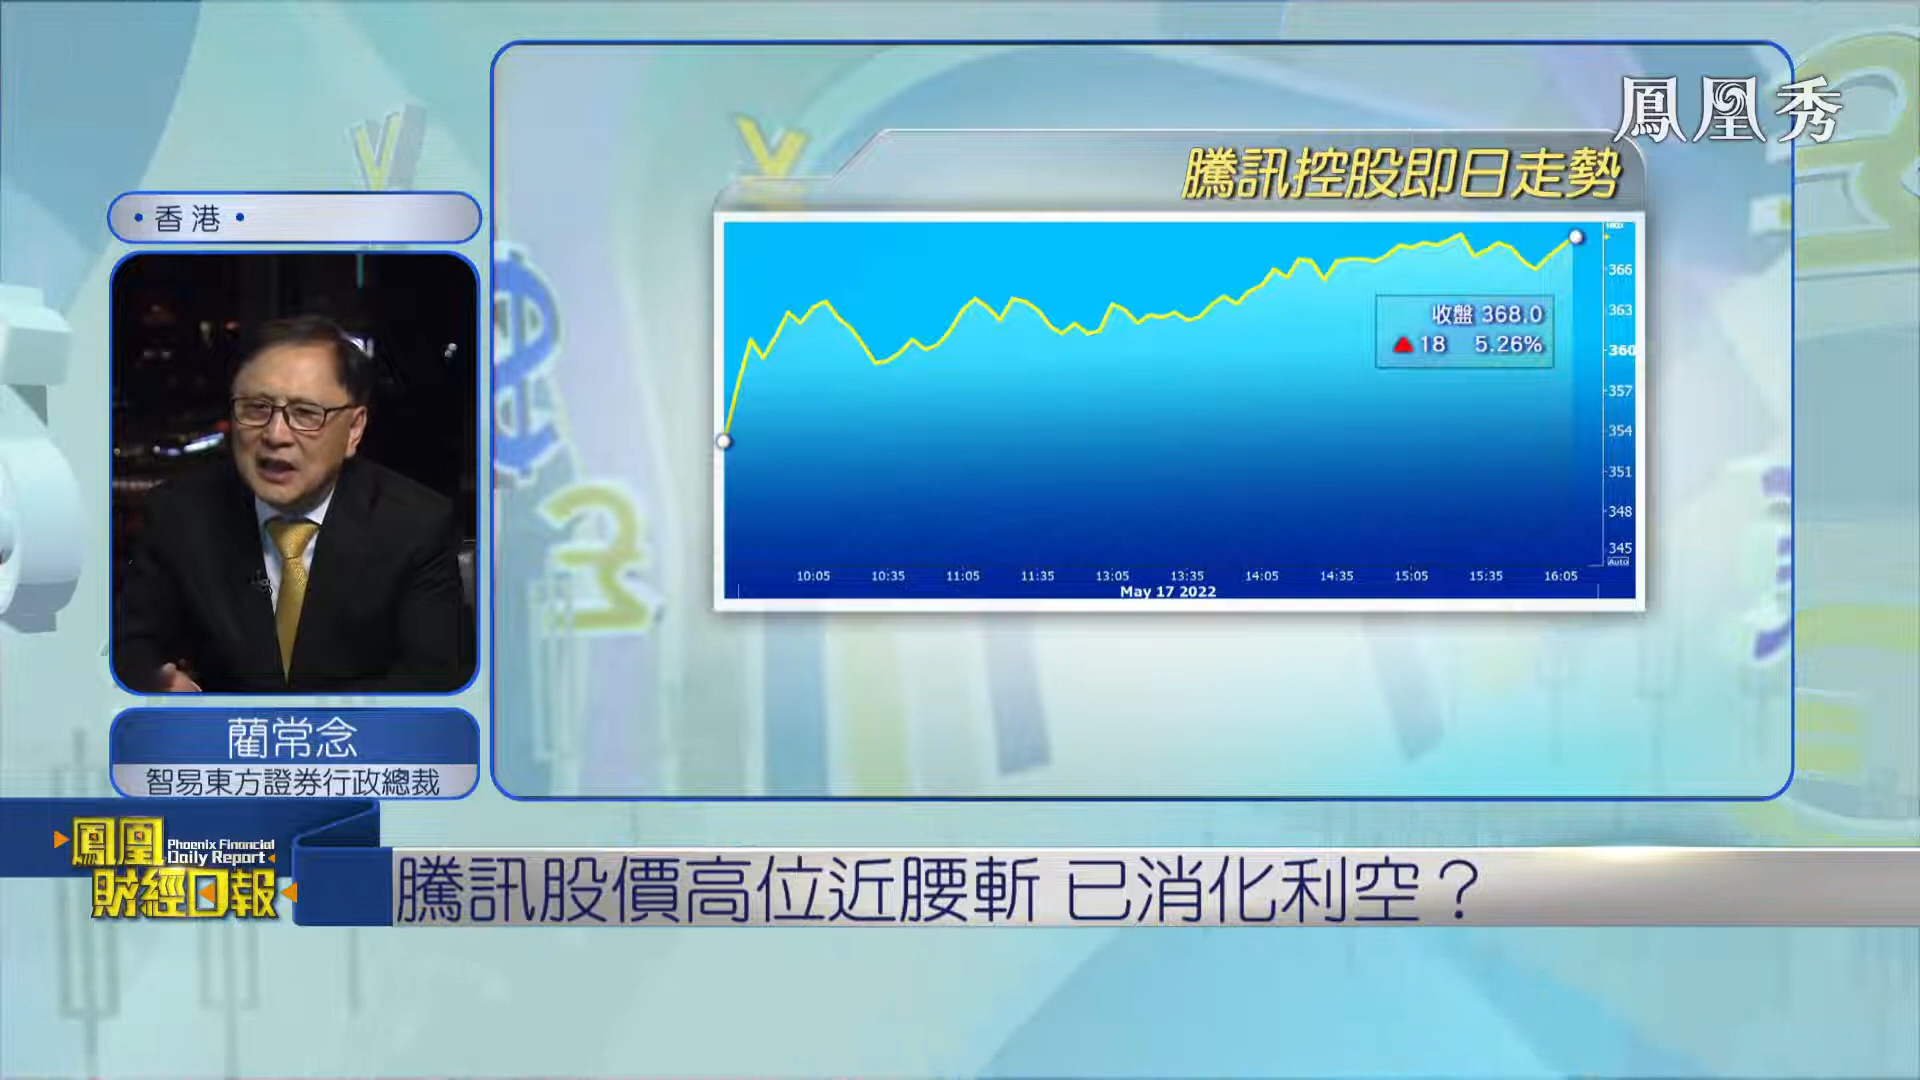 鳳凰秀
騰訊控股即日走勢
香港
收盤 368.0
▲18 5.26%
366
363
360
357
354
351
348
345
Auto
10:05 10:35 11:05 11:35 13:05 13:35 14:05 14:35 15:05 15:35 16:05
May 17 2022
藺常念
智易東方證券行政總裁
鳳凰
Phoenix Financial
Daily Report
財經日報
騰訊股價高位近腰斬 已消化利空？